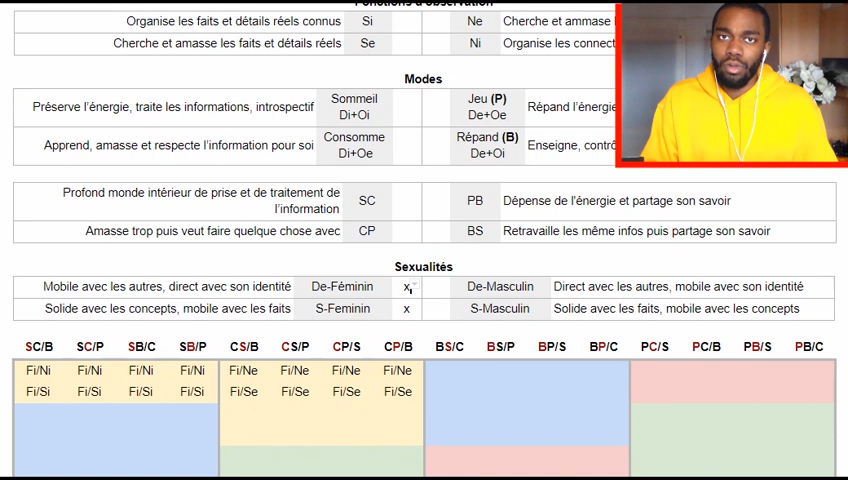 Fonctions d'observation
Organise les faits et détails réels connus Si Ne Cherche et ammase
Cherche et amasse les faits et détails réels Se Ni Organise les connect
Modes
Préserve l'énergie, traite les informations, introspectif Sommeil Di+Oi Jeu (P) De+Oe Répand l'énergie
Apprend, amasse et respecte l'information pour soi Consomme Di+Oe Répand (B) De+Oi Enseigne, contrô
Profond monde intérieur de prise et de traitement de
l'information SC PB Dépense de l'énergie et partage son savoir
Amasse trop puis veut faire quelque chose avec CP BS Retravaille les même infos puis partage son savoir
Sexualités
Mobile avec les autres, direct avec son identité De-Féminin x De-Masculin Direct avec les autres, mobile avec son identité
Solide avec les concepts, mobile avec les faits S-Feminin x S-Masculin Solide avec les faits, mobile avec les concepts
SC/B SC/P SB/C SB/P CS/B CS/P CP/S CP/B BS/C BS/P BP/S BP/C PC/S PC/B PB/S PB/C
Fi/Ni Fi/Ni Fi/Ni Fi/Ni Fi/Ne Fi/Ne Fi/Ne Fi/Ne
Fi/Si Fi/Si Fi/Si Fi/Si Fi/Se Fi/Se Fi/Se Fi/Se